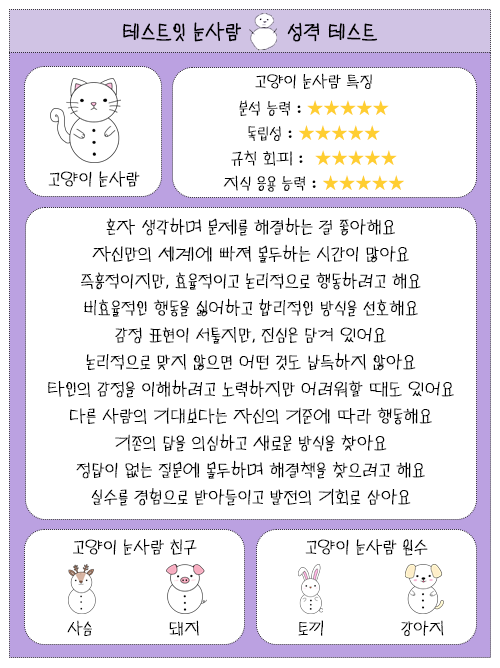 테스트잇 눈사람 성격 테스트
고양이 눈사람
고양이 눈사람 특징
분석 능력 : ★★★★★
독립성 : ★★★★★
규칙 회피 : ★★★★★
지식 응용 능력 : ★★★★★
혼자 생각하며 문제를 해결하는 걸 좋아해요
자신만의 세계에 빠져 몰두하는 시간이 많아요
즉흥적이지만, 효율적이고 논리적으로 행동하려고 해요
비효율적인 행동을 싫어하고 합리적인 방식을 선호해요
감정 표현이 서툴지만, 진심은 담겨 있어요
논리적으로 맞지 않으면 어떤 것도 납득하지 않아요
타인의 감정을 이해하려고 노력하지만 어려워할 때도 있어요
다른 사람의 기대보다는 자신의 기준에 따라 행동해요
기존의 답을 의심하고 새로운 방식을 찾아요
정답이 없는 질문에 몰두하며 해결책을 찾으려고 해요
실수를 경험으로 받아들이고 발전의 기회로 삼아요
고양이 눈사람 친구
사슴 돼지
고양이 눈사람 원수
토끼 강아지